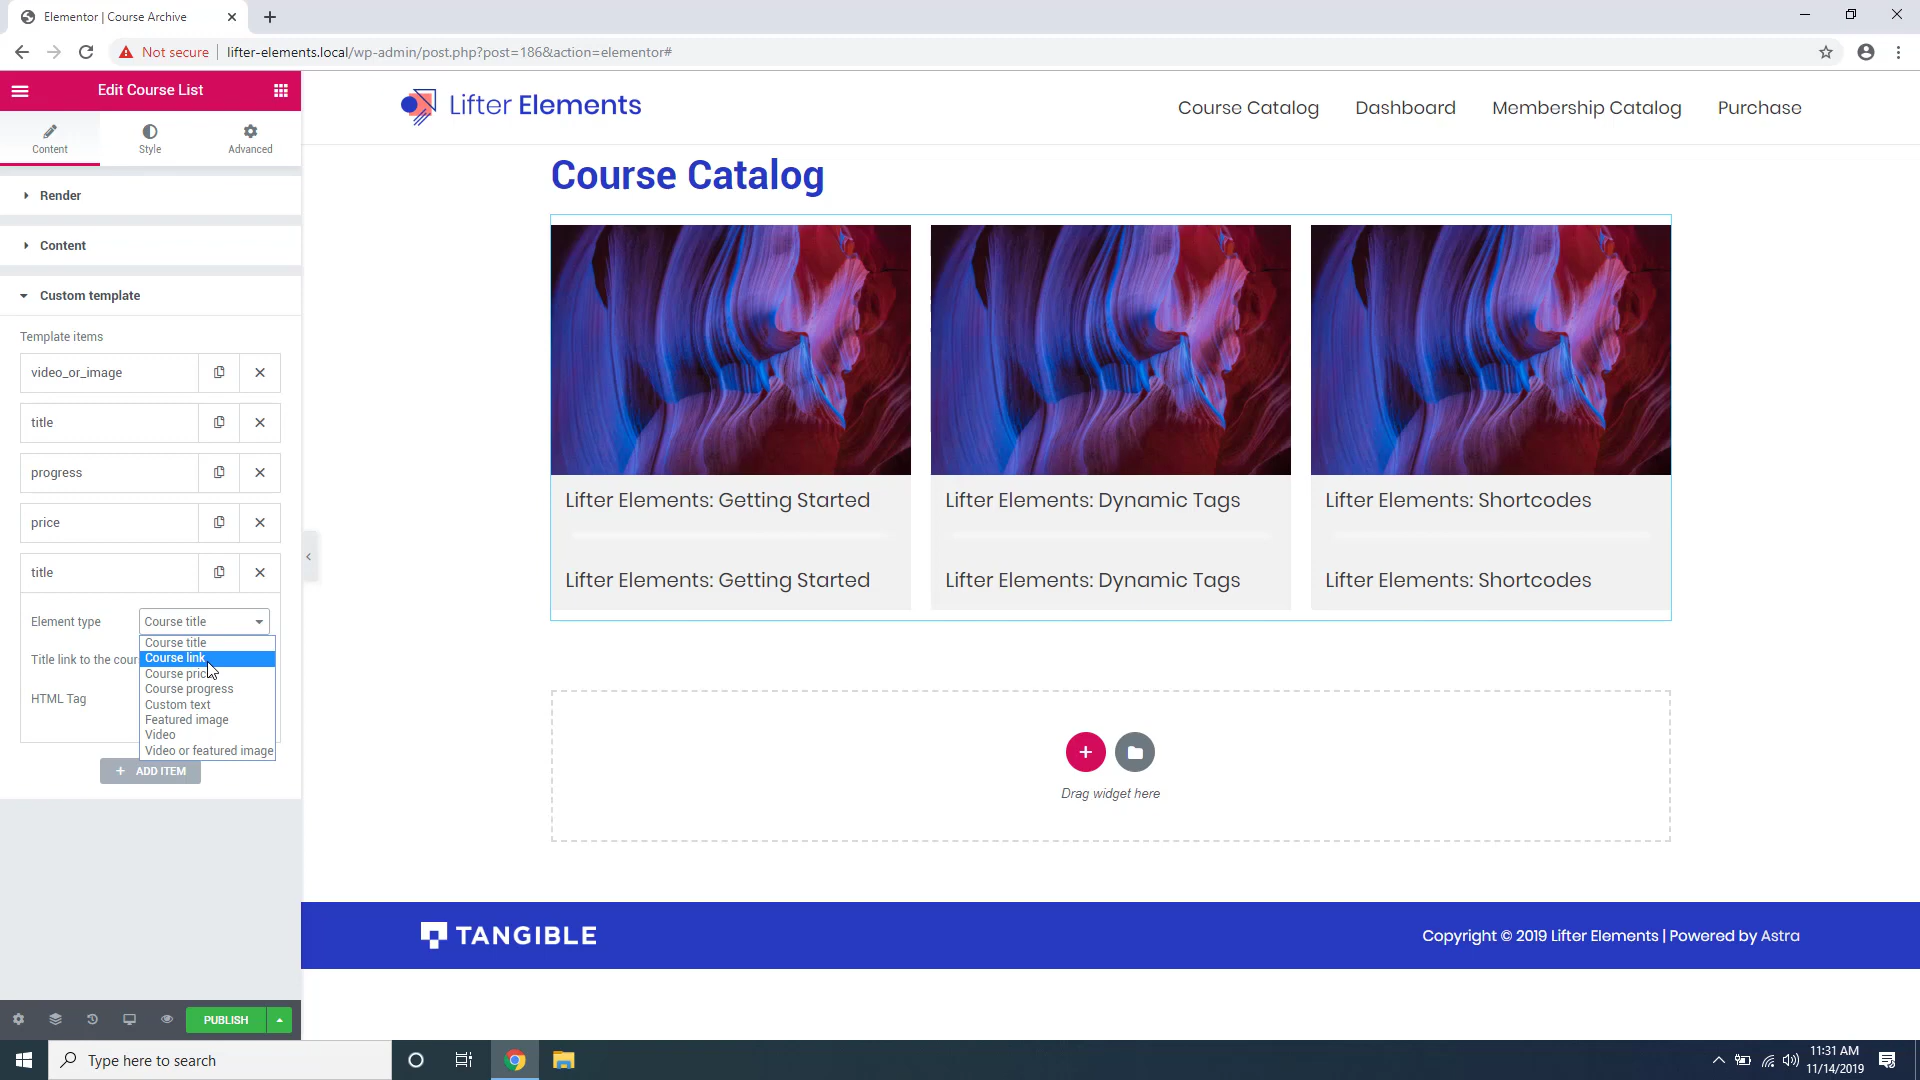 Elementor | Course Archive
Not secure
lifter-elements.local/wp-admin/post.php?post=186&action=elementor#
Edit Course List
Content
Style
Advanced
Render
Content
Custom template
Template items
video_or_image
title
progress
price
title
Element type
Course title
Course title
Course link
Title link to the cour
Course pric
Course progress
HTML Tag
Custom text
Featured image
Video
Video or featured image
ADD ITEM
PUBLISH
Lifter Elements
Course Catalog
Dashboard
Membership Catalog
Purchase
Course Catalog
Lifter Elements: Getting Started
Lifter Elements: Dynamic Tags
Lifter Elements: Shortcodes
Lifter Elements: Getting Started
Lifter Elements: Dynamic Tags
Lifter Elements: Shortcodes
Drag widget here
TANGIBLE
Copyright © 2019 Lifter Elements | Powered by Astra
Type here to search
11:31 AM
11/14/2019